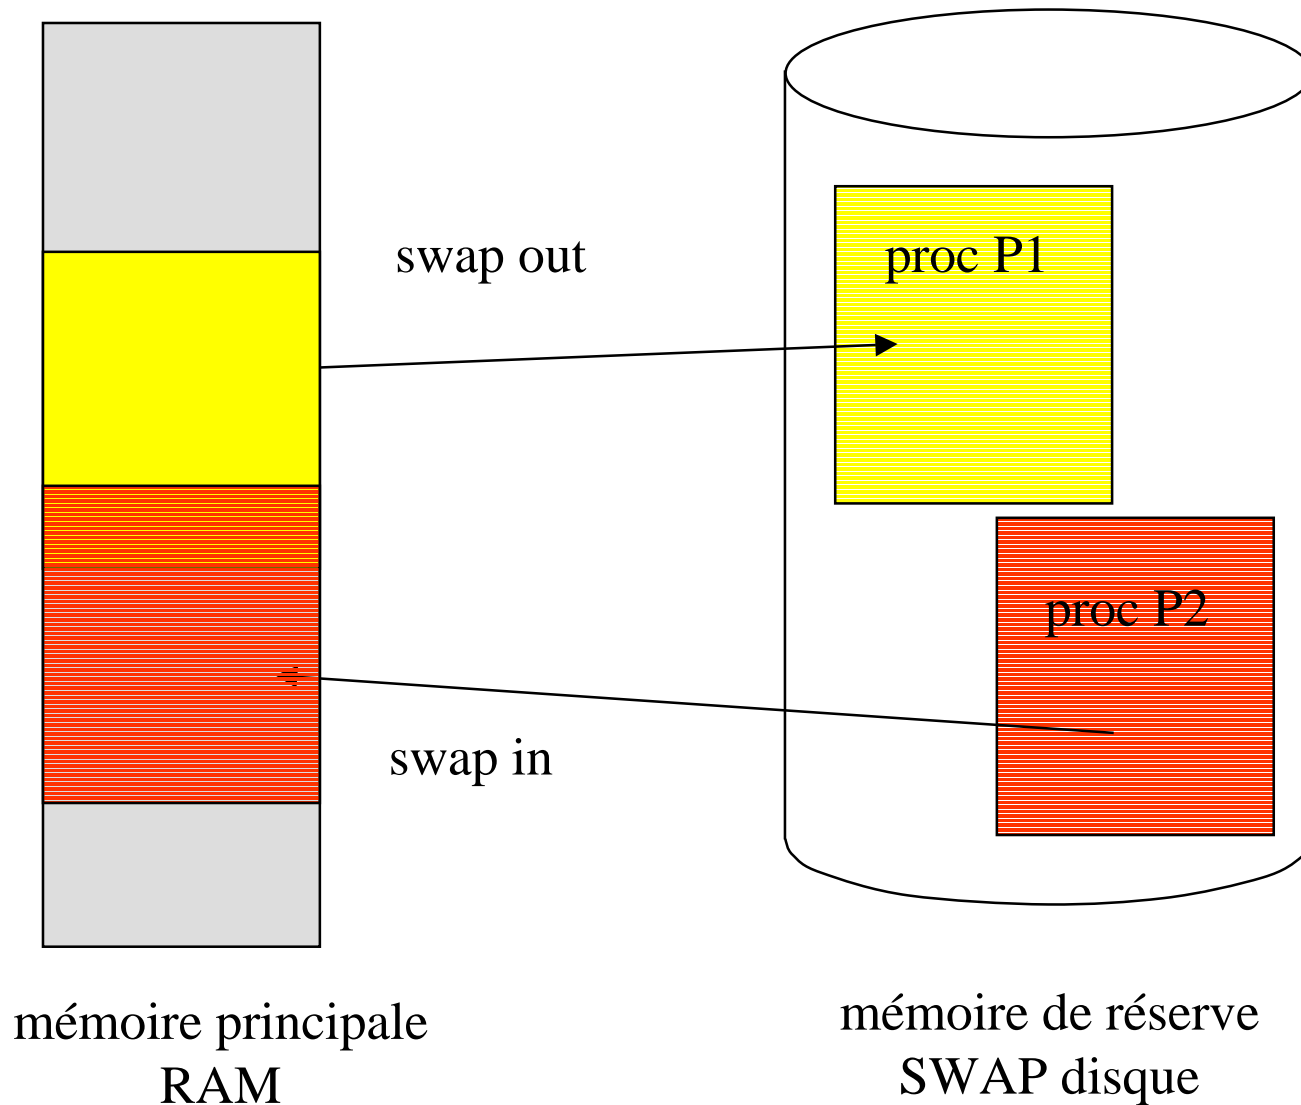 swap out
proc P1
proc P2
swap in
mémoire principale
RAM
mémoire de réserve
SWAP disque